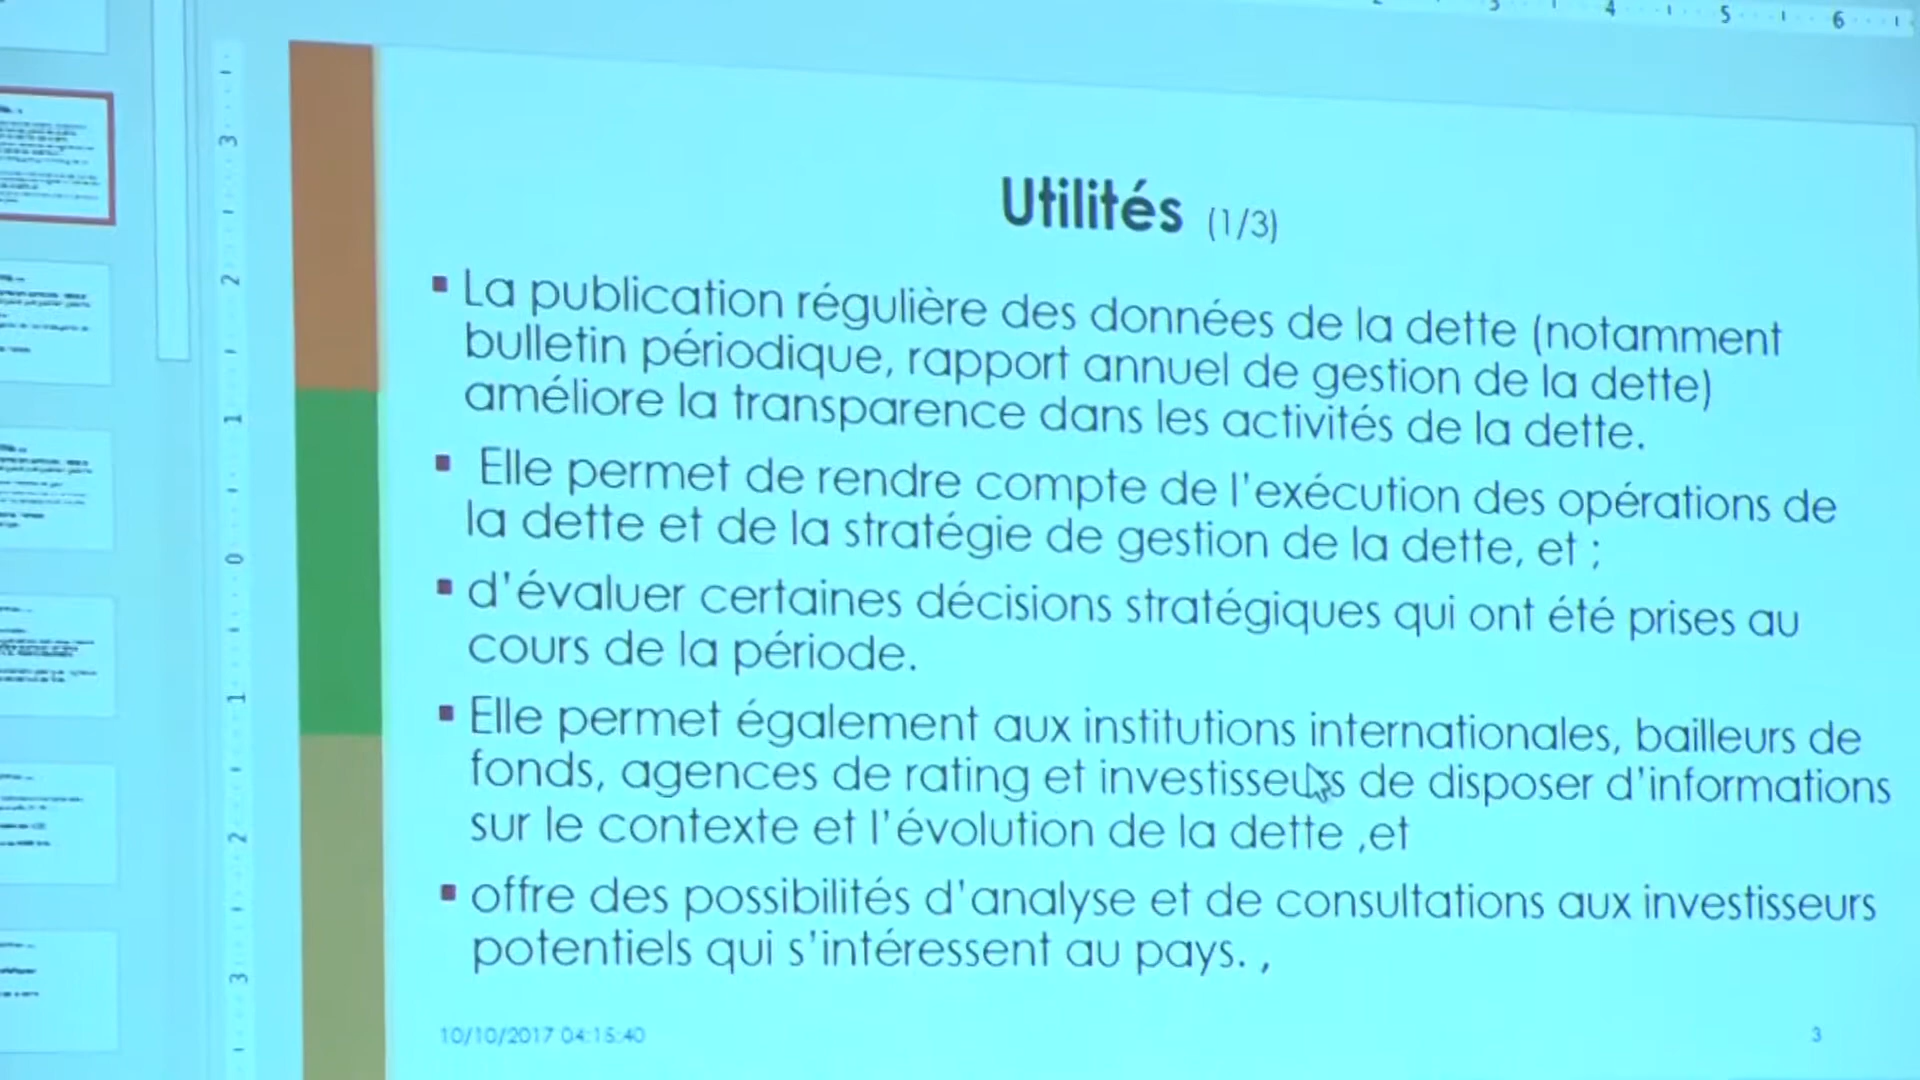 Utilités (1/3)
▪ La publication régulière des données de la dette (notamment
bulletin périodique, rapport annuel de gestion de la dette)
améliore la transparence dans les activités de la dette.
▪ Elle permet de rendre compte de l'exécution des opérations de
la dette et de la stratégie de gestion de la dette, et ;
▪ d'évaluer certaines décisions stratégiques qui ont été prises au
cours de la période.
▪ Elle permet également aux institutions internationales, bailleurs de
fonds, agences de rating et investisseurs de disposer d'informations
sur le contexte et l'évolution de la dette ,et
▪ offre des possibilités d'analyse et de consultations aux investisseurs
potentiels qui s'intéressent au pays. ,
10/10/2017 04:15:40
3